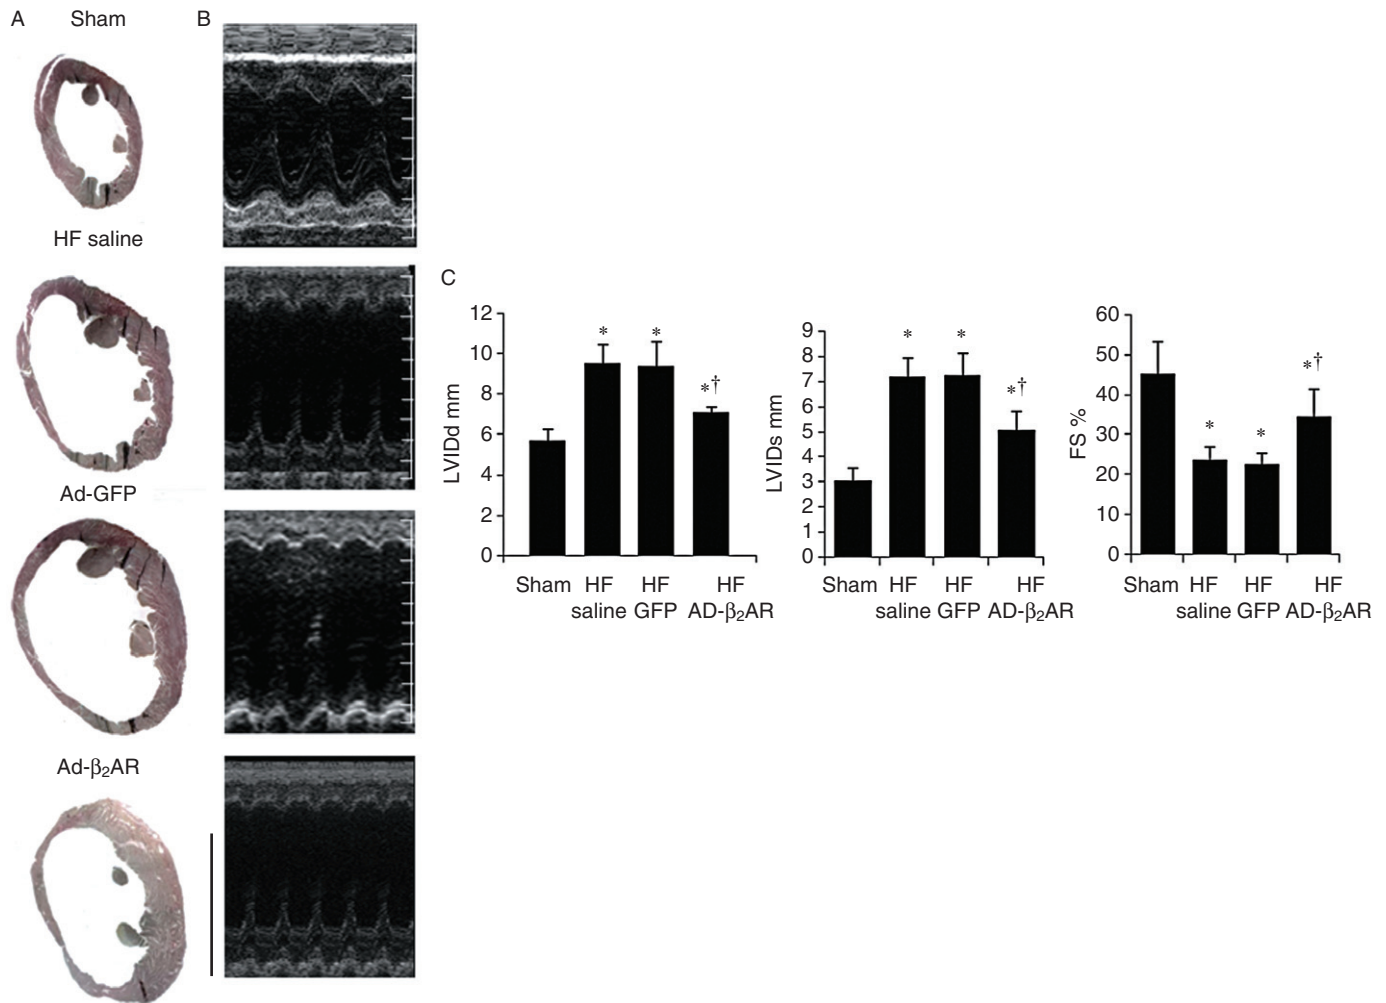 A
Sham
B
HF saline
Ad-GFP
Ad-β₂AR
C
LVIDd mm
12
10
8
6
4
2
0
*
*
*†
Sham HF HF HF
saline GFP AD-β₂AR
LVIDs mm
9
8
7
6
5
4
3
2
1
0
*
*
*†
Sham HF HF HF
saline GFP AD-β₂AR
FS %
60
50
40
30
20
10
0
*
*
*†
Sham HF HF HF
saline GFP AD-β₂AR